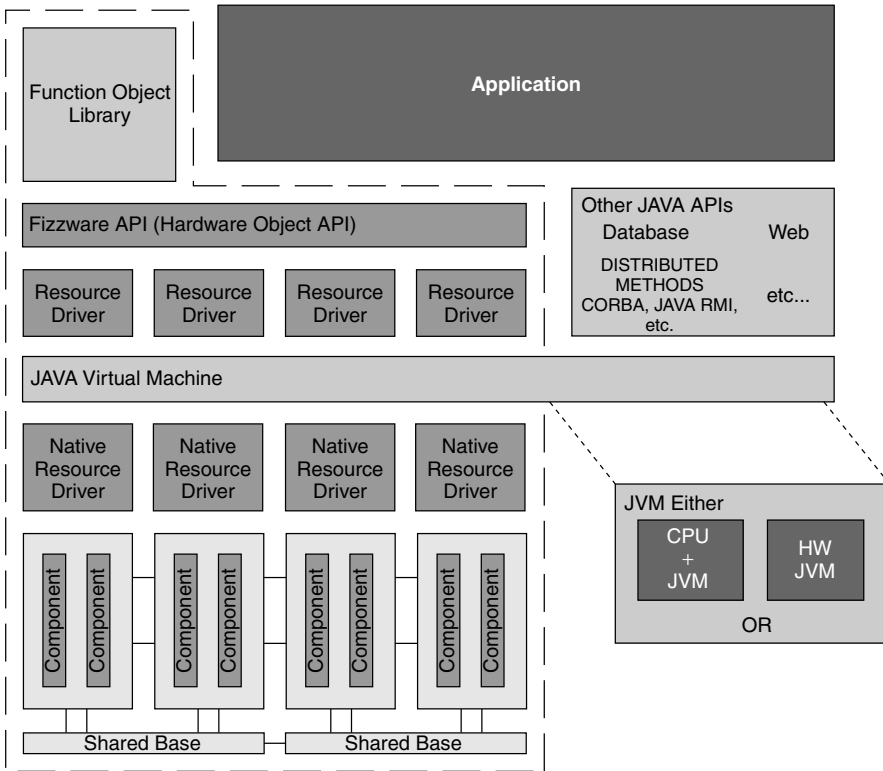 Function Object
Library
Application
Fizzware API (Hardware Object API)
Other JAVA APIs
Database
Web
DISTRIBUTED
METHODS
CORBA, JAVA RMI,
etc.
etc...
Resource
Driver
Resource
Driver
Resource
Driver
Resource
Driver
JAVA Virtual Machine
Native
Resource
Driver
Native
Resource
Driver
Native
Resource
Driver
Native
Resource
Driver
JVM Either
CPU
+
JVM
HW
JVM
OR
Component
Component
Component
Component
Component
Component
Component
Component
Shared Base
Shared Base